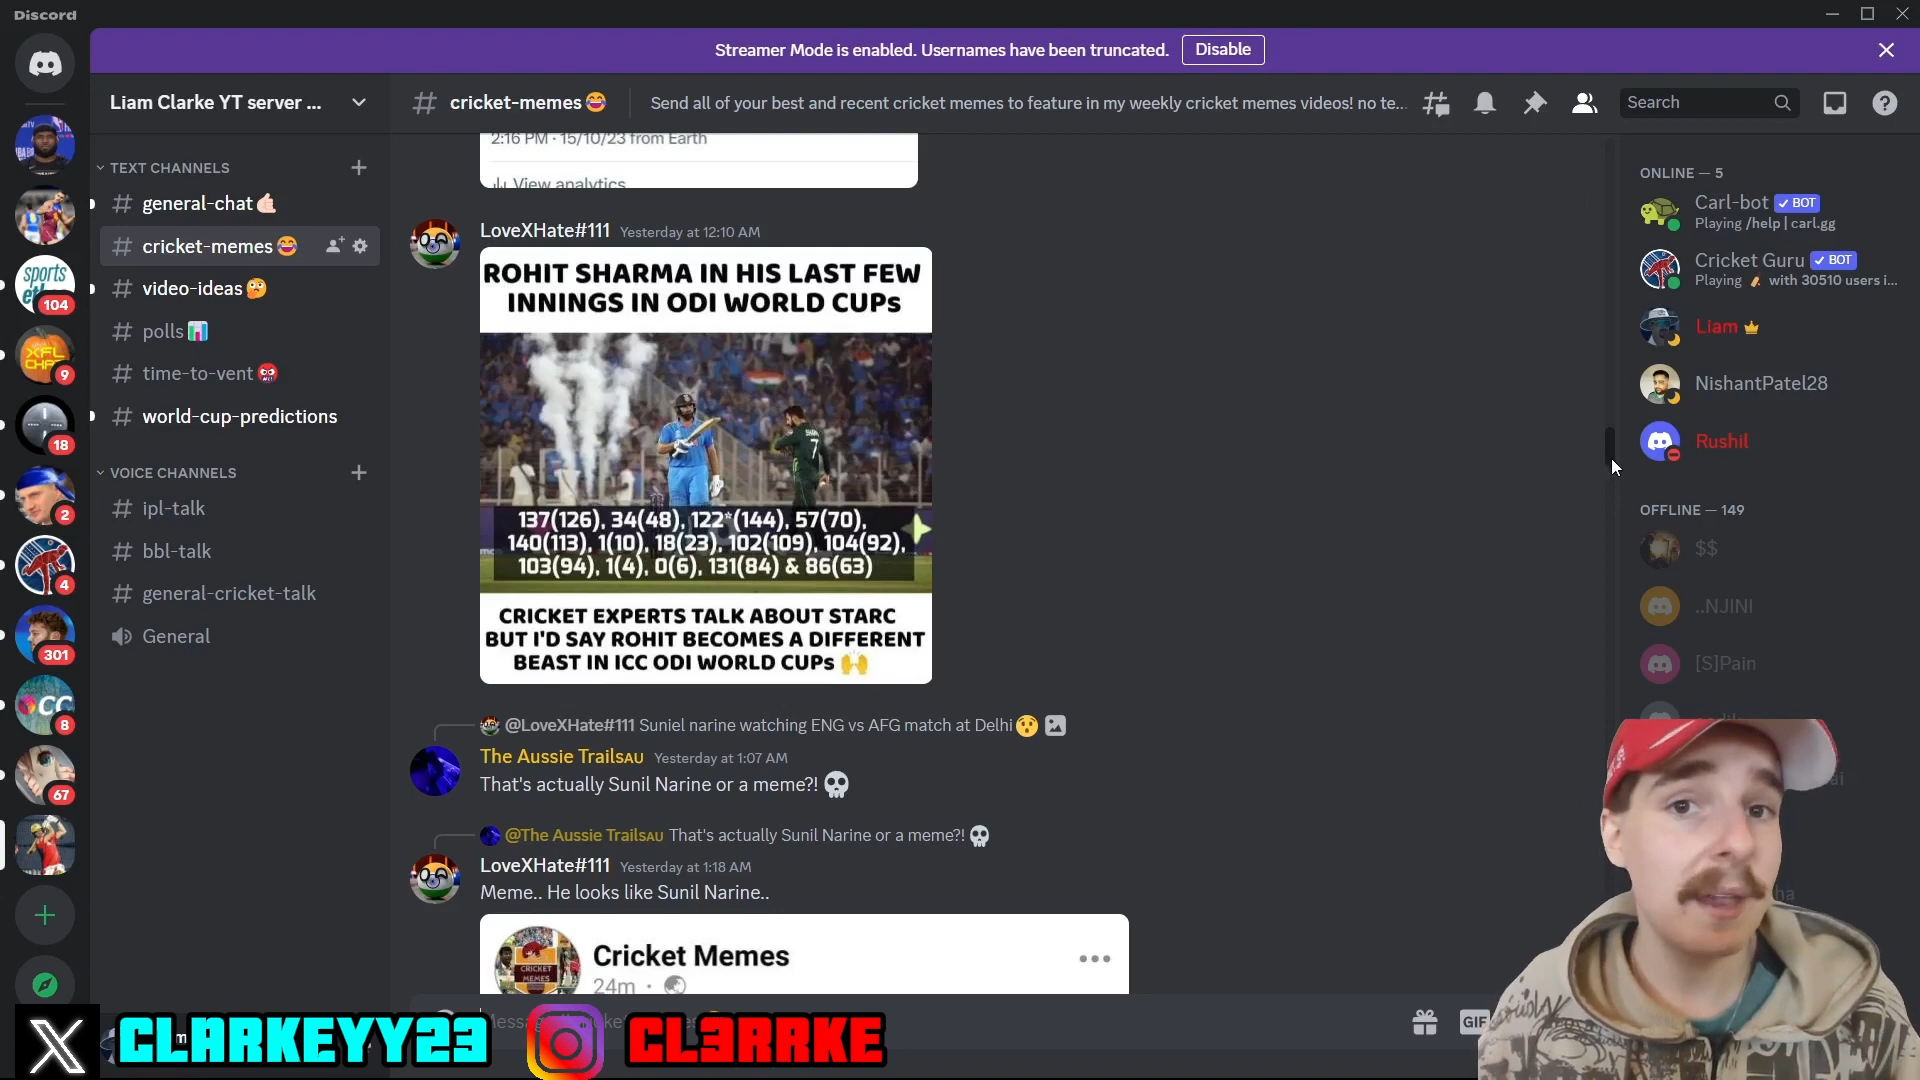 Discord
Streamer Mode is enabled. Usernames have been truncated.
Disable
Liam Clarke YT server ...
cricket-memes
Send all of your best and recent cricket memes to feature in my weekly cricket memes videos! no te...
Search
TEXT CHANNELS
general-chat
cricket-memes
video-ideas
polls
time-to-vent
world-cup-predictions
VOICE CHANNELS
ipl-talk
bbl-talk
general-cricket-talk
General
sports
104
XFL
9
18
2
4
301
CC
8
67
2:16 PM · 15/10/23 from Earth
View analytics
LoveXHate#111 Yesterday at 12:10 AM
ROHIT SHARMA IN HIS LAST FEW
INNINGS IN ODI WORLD CUPs
7
137(126), 34(48), 122*(144), 57(70),
140(113), 1(10), 18(23), 102(109), 104(92),
103(94), 1(4), 0(6), 131(84) & 86(63)
CRICKET EXPERTS TALK ABOUT STARC
BUT I'D SAY ROHIT BECOMES A DIFFERENT
BEAST IN ICC ODI WORLD CUPs
@LoveXHate#111 Suniel narine watching ENG vs AFG match at Delhi
The Aussie TrailsAU Yesterday at 1:07 AM
That's actually Sunil Narine or a meme?!
@The Aussie TrailsAU That's actually Sunil Narine or a meme?!
LoveXHate#111 Yesterday at 1:18 AM
Meme.. He looks like Sunil Narine..
CRICKET
MEMES
Cricket Memes
24m ·
GIF
ONLINE — 5
Carl-bot BOT
Playing /help | carl.gg
Cricket Guru BOT
Playing with 30510 users i...
Liam
NishantPatel28
Rushil
OFFLINE — 149
$$
..NJINI
[S]Pain
X CLARKEYY23
CL3RRKE